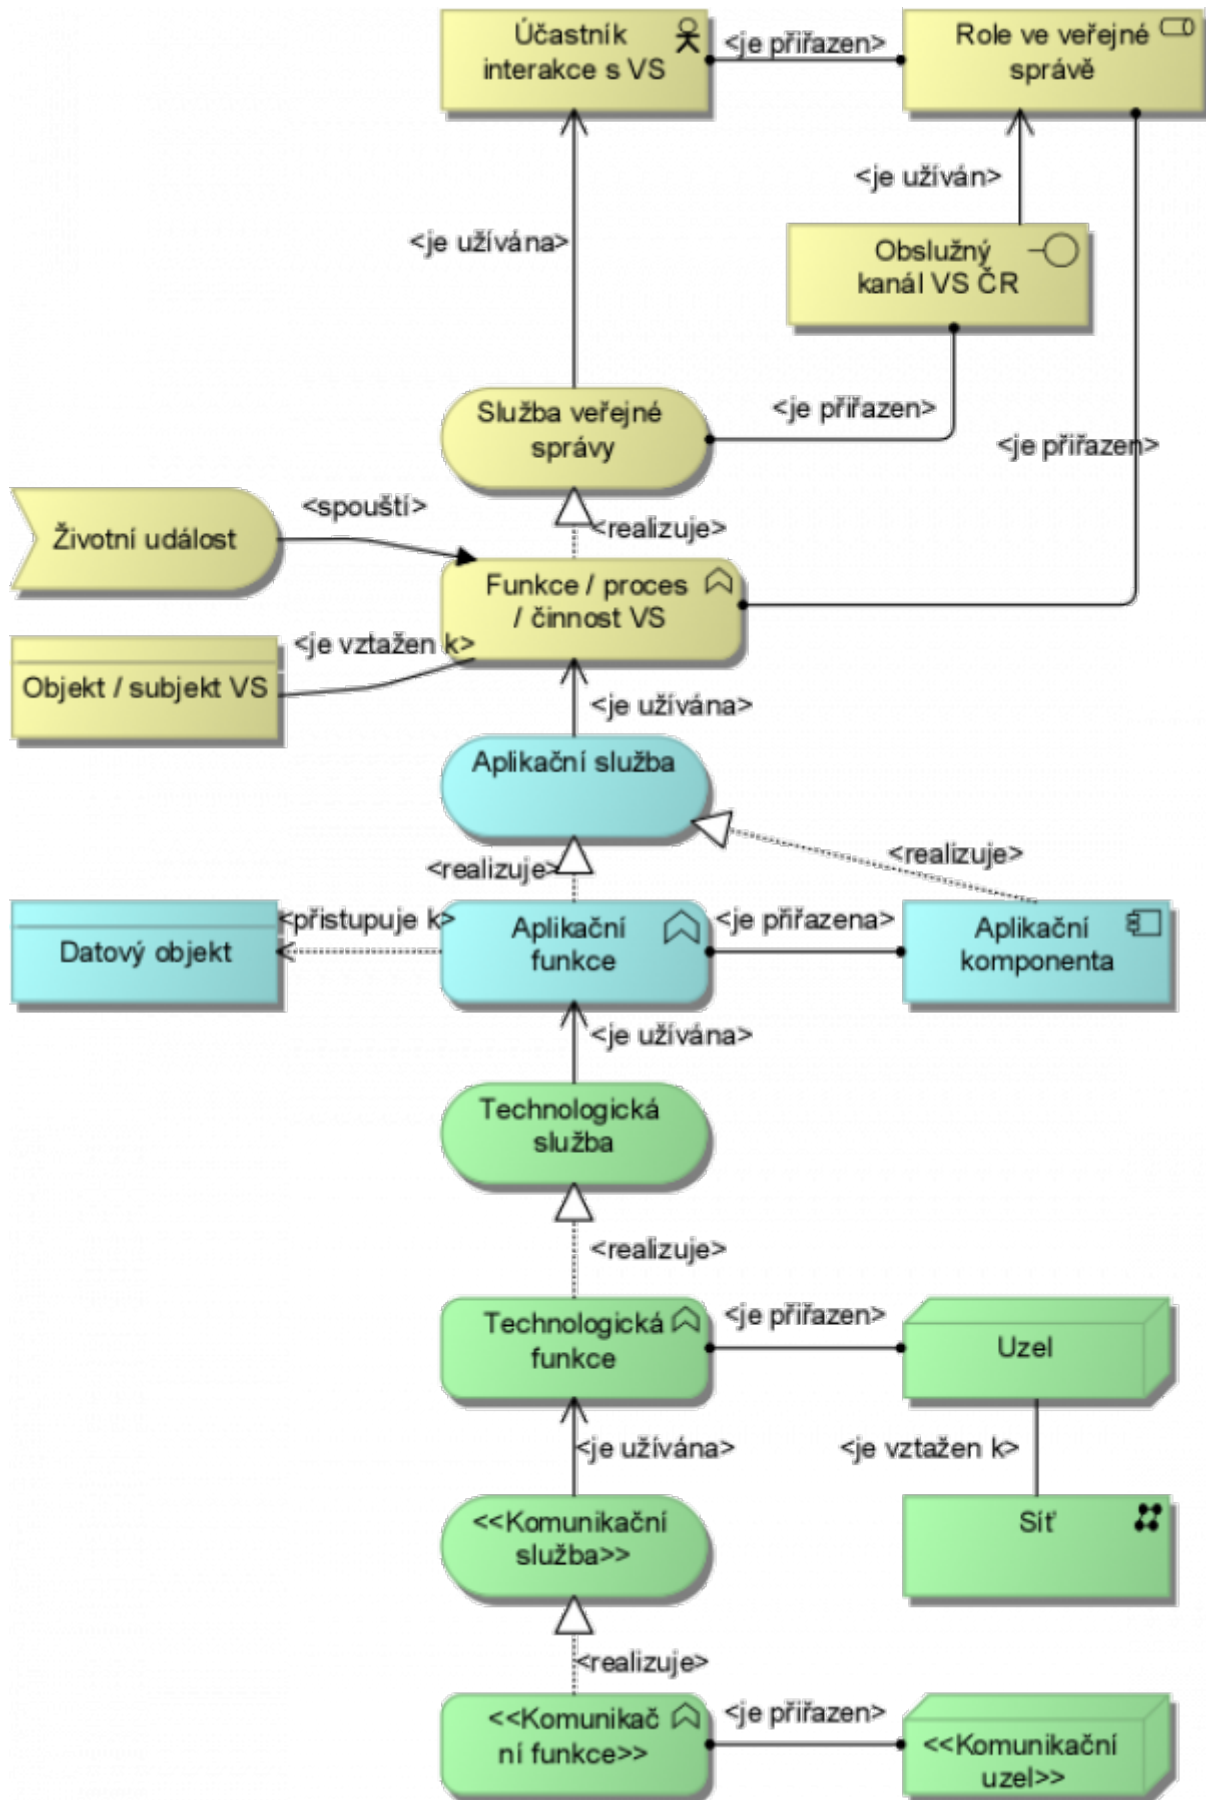 Účastník
interakce s VS
<je přiřazen>
Role ve veřejné
správě
<je užíván>
<je užívána>
Obslužný
kanál VS ČR
Služba veřejné
správy
<je přiřazen>
<je přiřazen>
<spouští>
<realizuje>
Životní událost
Funkce / proces
/ činnost VS
<je vztažen k>
Objekt / subjekt VS
<je užívána>
Aplikační služba
<realizuje>
<realizuje>
<přistupuje k>
Datový objekt
Aplikační
funkce
<je přiřazena>
Aplikační
komponenta
<je užívána>
Technologická
služba
<realizuje>
Technologická
funkce
<je přiřazen>
Uzel
<je užívána>
<je vztažen k>
<<Komunikační
služba>>
Síť
<realizuje>
<<Komunikač
ní funkce>>
<je přiřazen>
<<Komunikační
uzel>>